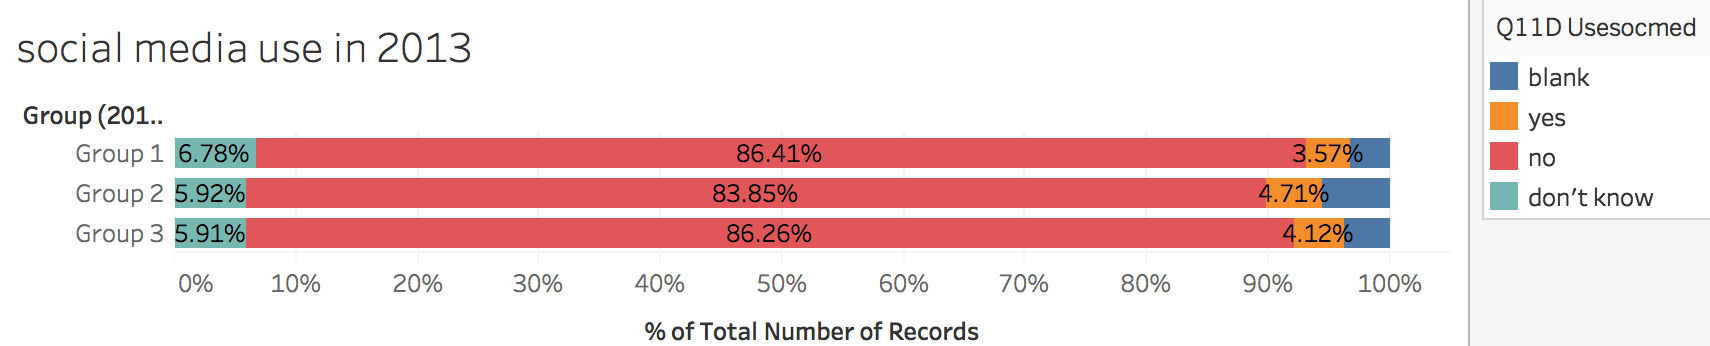 social media use in 2013
Group (201..
Group 1 6.78% 86.41% 3.57%
Group 2 5.92% 83.85% 4.71%
Group 3 5.91% 86.26% 4.12%
0% 10% 20% 30% 40% 50% 60% 70% 80% 90% 100%
% of Total Number of Records
Q11D Usesocmed
blank
yes
no
don't know